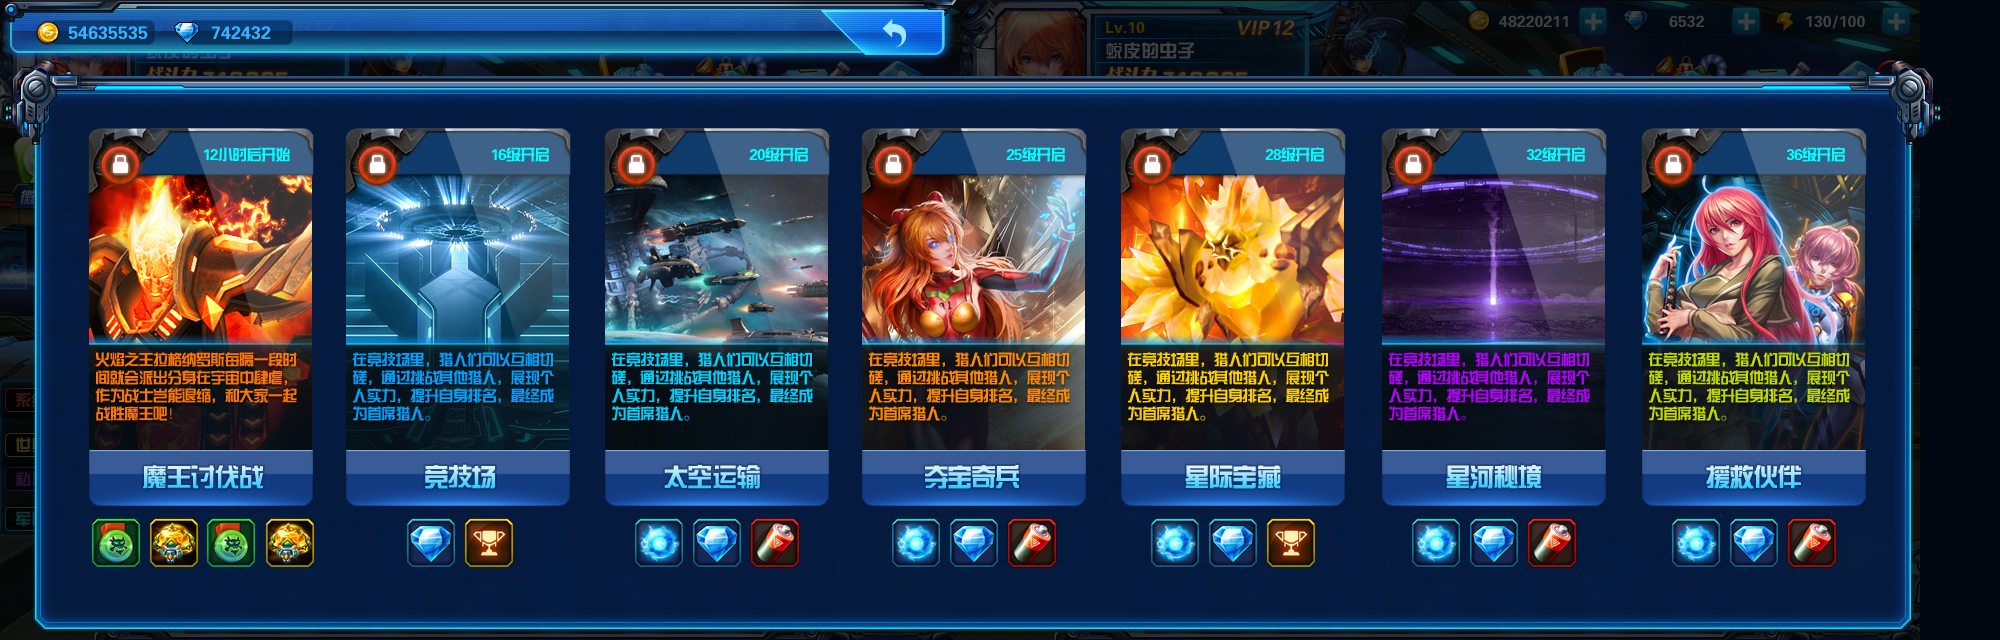 54635535
742432
Lv.10
VIP12
蜕皮的虫子
48220211
6532
130/100
12小时后开始
火焰之王拉格纳罗斯每隔一段时
间就会派出分身在宇宙中肆虐，
作为战士岂能退缩，和大家一起
战胜魔王吧！
魔王讨伐战
16级开启
在竞技场里，猎人们可以互相切
磋，通过挑战其他猎人，展现个
人实力，提升自身排名，最终成
为首席猎人。
竞技场
20级开启
在竞技场里，猎人们可以互相切
磋，通过挑战其他猎人，展现个
人实力，提升自身排名，最终成
为首席猎人。
太空运输
25级开启
在竞技场里，猎人们可以互相切
磋，通过挑战其他猎人，展现个
人实力，提升自身排名，最终成
为首席猎人。
夺宝奇兵
28级开启
在竞技场里，猎人们可以互相切
磋，通过挑战其他猎人，展现个
人实力，提升自身排名，最终成
为首席猎人。
星际宝藏
32级开启
在竞技场里，猎人们可以互相切
磋，通过挑战其他猎人，展现个
人实力，提升自身排名，最终成
为首席猎人。
星河秘境
36级开启
在竞技场里，猎人们可以互相切
磋，通过挑战其他猎人，展现个
人实力，提升自身排名，最终成
为首席猎人。
援救伙伴